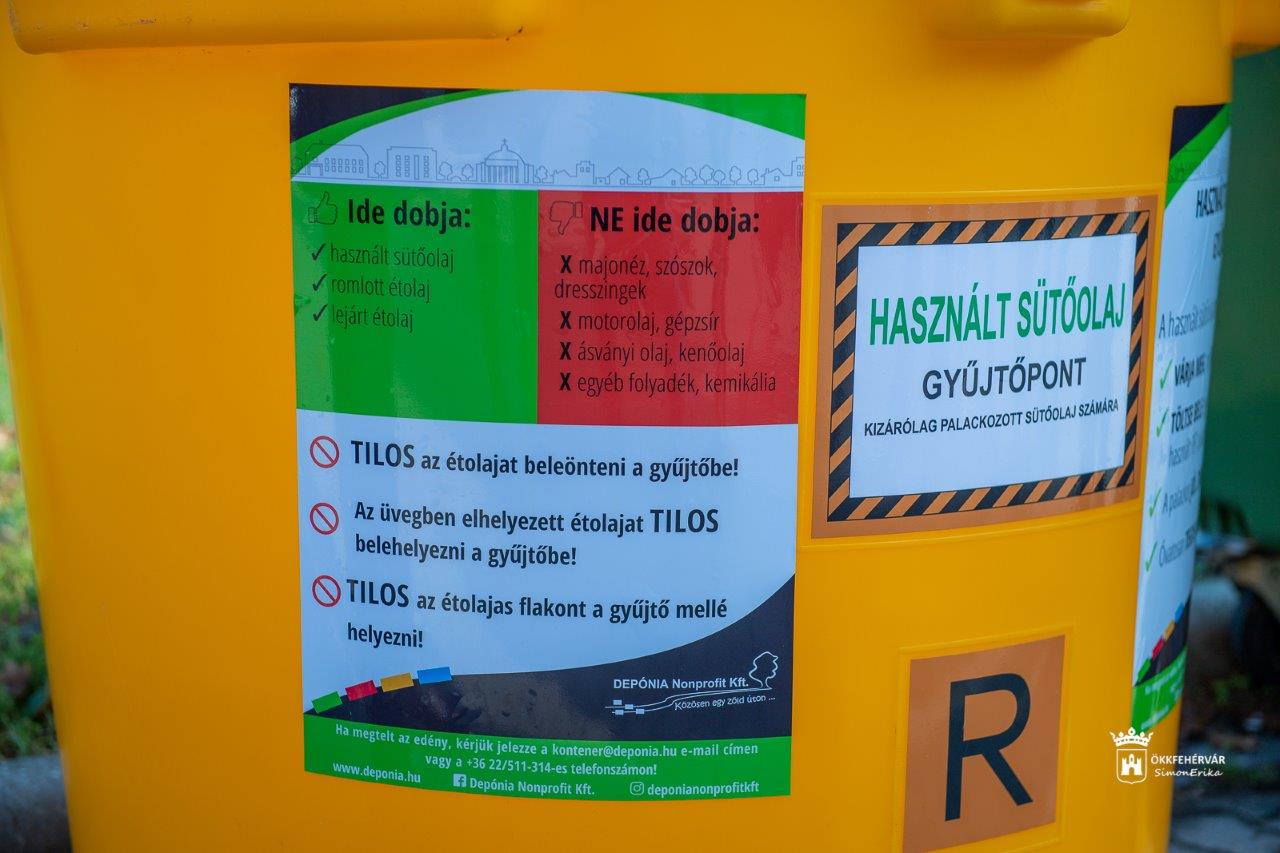 Ide dobja:
✓ használt sütőolaj
✓ romlott étolaj
✓ lejárt étolaj
NE ide dobja:
X majonéz, szószok,
dresszingek
X motorolaj, gépzsír
X ásványi olaj, kenőolaj
X egyéb folyadék, kemikália
TILOS az étolajat beleönteni a gyűjtőbe!
Az üvegben elhelyezett étolajat TILOS
belehelyezni a gyűjtőbe!
TILOS az étolajas flakont a gyűjtő mellé
helyezni!
DEPÓNIA Nonprofit Kft.
Közösen egy zöld úton ...
Ha megtelt az edény, kérjük jelezze a kontener@deponia.hu e-mail címen
vagy a +36 22/511-314-es telefonszámon!
www.deponia.hu Depónia Nonprofit Kft. deponianonprofitkft
HASZNÁLT SÜTŐOLAJ
GYŰJTŐPONT
KIZÁRÓLAG PALACKOZOTT SÜTŐOLAJ SZÁMÁRA
R
A használt
✓ VÁRJA
✓ TÖLTSE
✓ A
✓
ÖKKFEHÉRVÁR
SimonErika